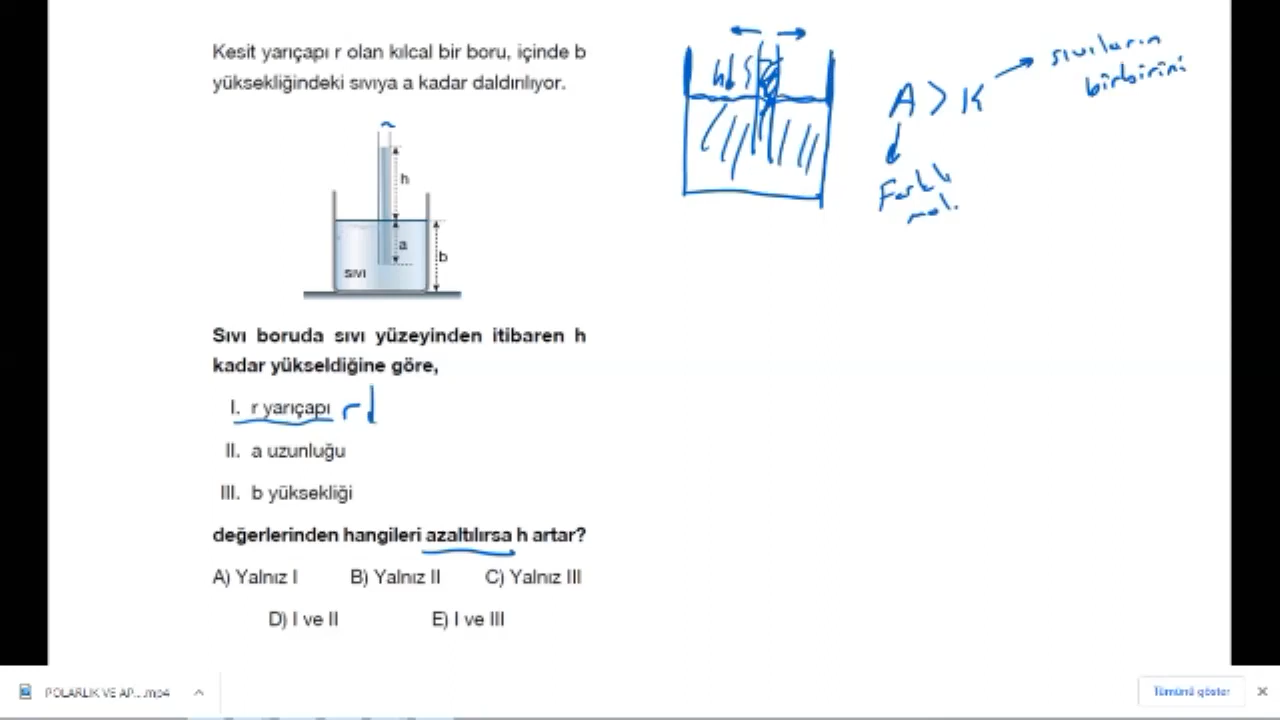 Kesit yarıçapı r olan kılcal bir boru, içinde b
yüksekliğindeki sıvıya a kadar daldırılıyor.
h
a
b
SIVI
Sıvı boruda sıvı yüzeyinden itibaren h
kadar yükseldiğine göre,
I. r yarıçapı r↓
II. a uzunluğu
III. b yüksekliği
değerlerinden hangileri azaltılırsa h artar?
A) Yalnız I B) Yalnız II C) Yalnız III
D) I ve II E) I ve III
A > K → sıvıların
birbirini
Farklı
mol.
POLARLIK VE AP....mp4
Tümünü göster